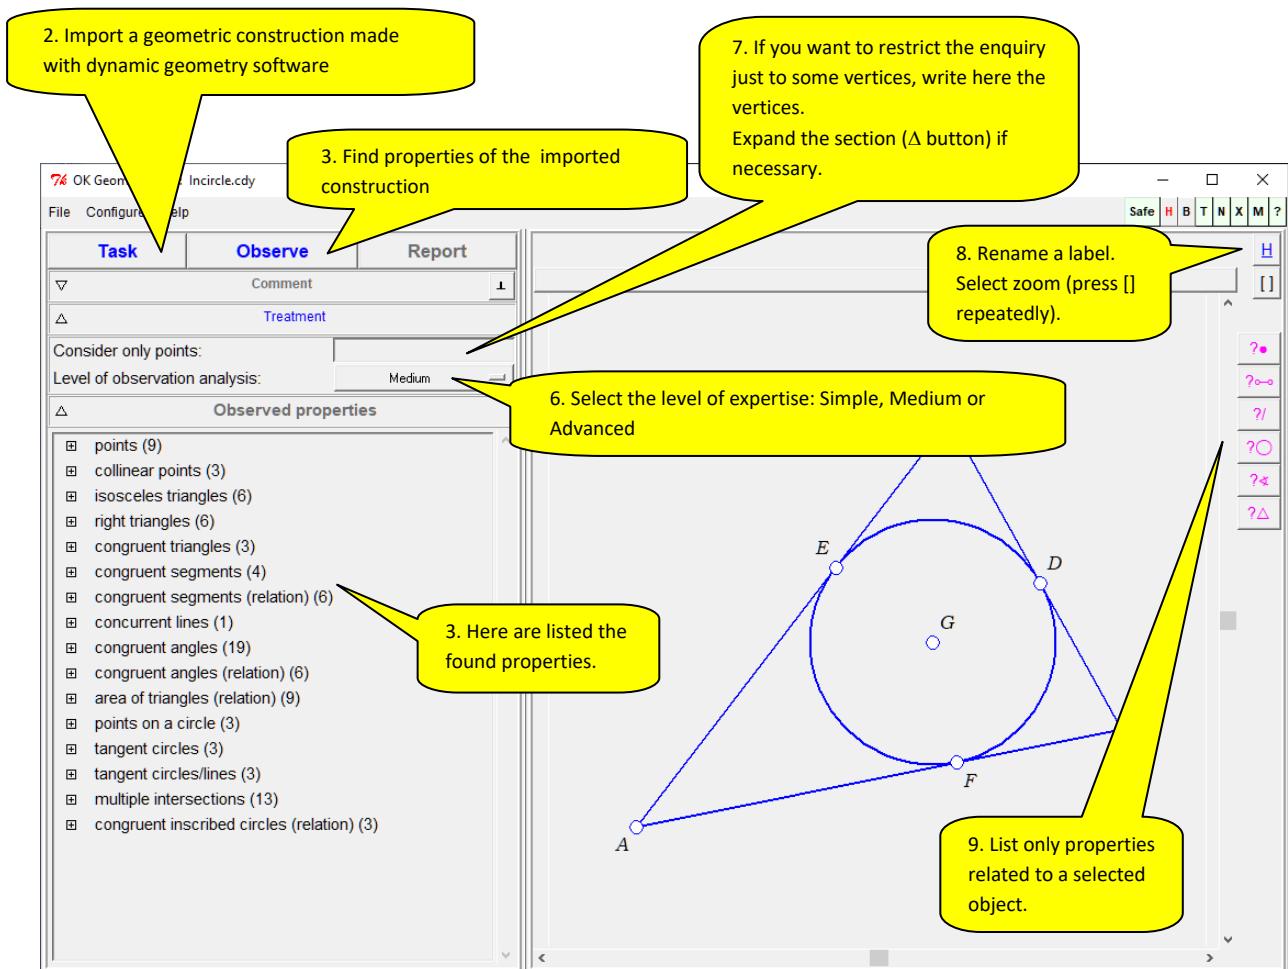 2. Import a geometric construction made
with dynamic geometry software
7. If you want to restrict the enquiry
just to some vertices, write here the
vertices.
Expand the section (Δ button) if
necessary.
3. Find properties of the imported
construction
OK Geom
Incircle.cdy
File Configure
Safe H B T N X M ?
Task Observe Report
Comment
Treatment
Consider only points:
Level of observation analysis: Medium
Observed properties
8. Rename a label.
Select zoom (press []
repeatedly).
H
[ ]
6. Select the level of expertise: Simple, Medium or
Advanced
points (9)
collinear points (3)
isosceles triangles (6)
right triangles (6)
congruent triangles (3)
congruent segments (4)
congruent segments (relation) (6)
concurrent lines (1)
congruent angles (19)
congruent angles (relation) (6)
area of triangles (relation) (9)
points on a circle (3)
tangent circles (3)
tangent circles/lines (3)
multiple intersections (13)
congruent inscribed circles (relation) (3)
3. Here are listed the
found properties.
E
D
G
F
A
?●
?⊶
?/
?○
?∢
?△
9. List only properties
related to a selected
object.